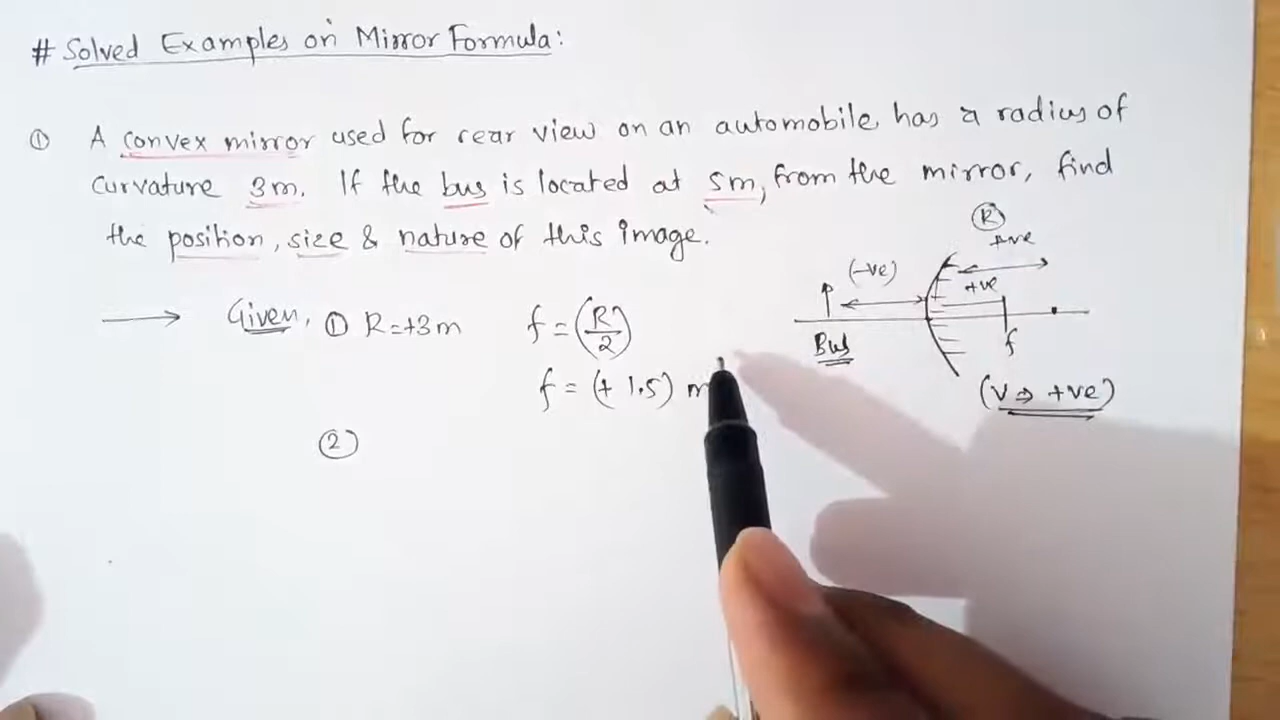 # Solved Examples on Mirror Formula:
① A convex mirror used for rear view on an automobile, has a radius of
curvature 3m. If the bus is located at 5m, from the mirror, find
the position, size & nature of this image.
Given, ① R=+3m
f = (R/2)
f = (+ 1.5) m
②
Ⓡ
+ve
(-ve)
+ve
Bus
f
(v ⇒ +ve)